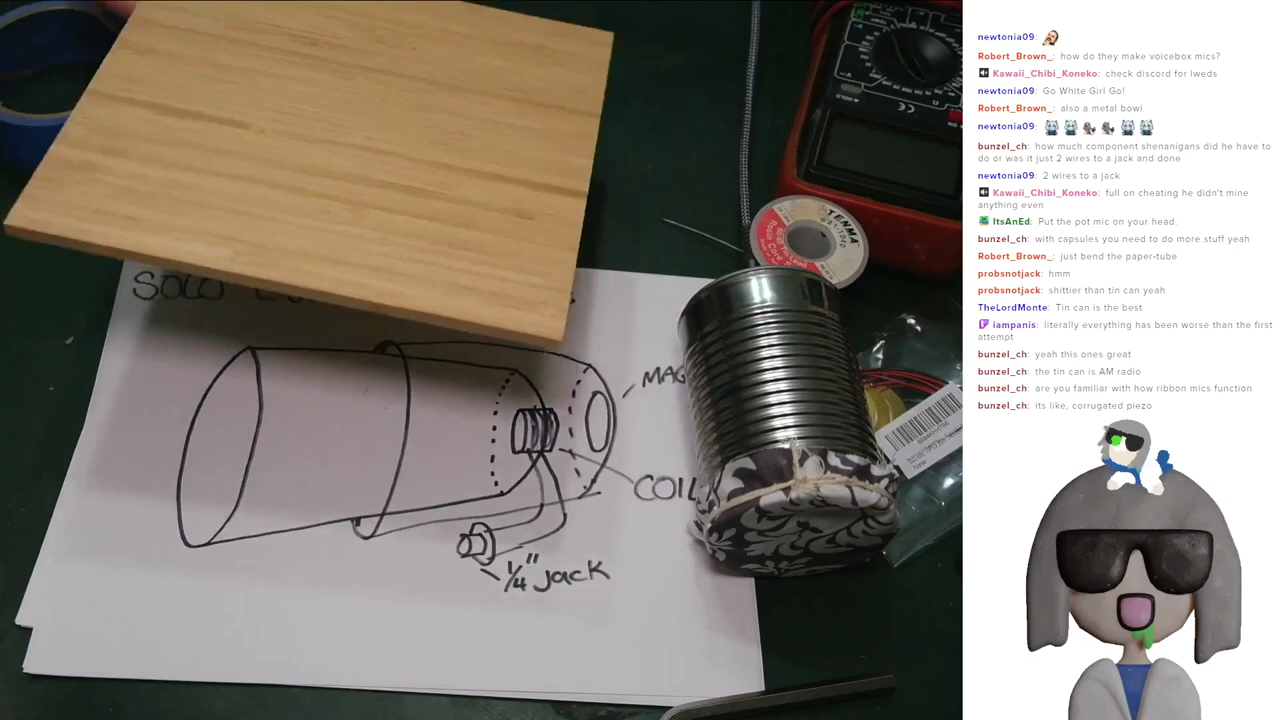 newtonia09:
Robert_Brown_: how do they make voicebox mics?
Kawaii_Chibi_Koneko: check discord for lweds
newtonia09: Go White Girl Go!
Robert_Brown_: also a metal bowl
newtonia09:
bunzel_ch: how much component shenanigans did he have to
do or was it just 2 wires to a jack and done
newtonia09: 2 wires to a jack
Kawaii_Chibi_Koneko: full on cheating he didn't mine
anything even
ItsAnEd: Put the pot mic on your head.
bunzel_ch: with capsules you need to do more stuff yeah
Robert_Brown_: just bend the paper-tube
probsnotjack: hmm
probsnotjack: shittier than tin can yeah
TheLordMonte: Tin can is the best
iampanis: literally everything has been worse than the first
attempt
bunzel_ch: yeah this ones great
bunzel_ch: the tin can is AM radio
bunzel_ch: are you familiar with how ribbon mics function
bunzel_ch: its like, corrugated piezo
HOLD
CE
TENMA
Rosin Core
SOLO
MAG
COIL
1/4" Jack